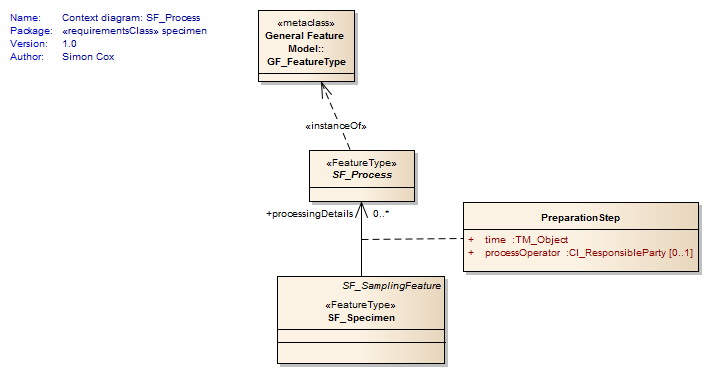 Name: Context diagram: SF_Process
Package: «requirementsClass» specimen
Version: 1.0
Author: Simon Cox
«metaclass»
General Feature
Model::
GF_FeatureType
«instanceOf»
«FeatureType»
SF_Process
+processingDetails 0..*
PreparationStep
+ time :TM_Object
+ processOperator :CI_ResponsibleParty [0..1]
SF_SamplingFeature
«FeatureType»
SF_Specimen